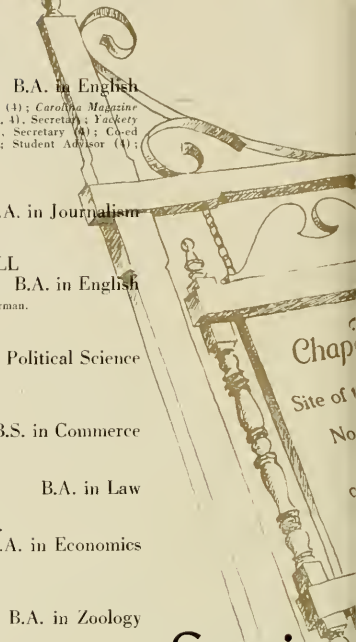 B.A. in English
(4); Carolina Magazine
4), Secretary; Yackety
, Secretary (4); Co-ed
; Student Advisor (4);
.A. in Journalism
LL
B.A. in English
rman.
Political Science
B.S. in Commerce
B.A. in Law
.A. in Economics
B.A. in Zoology
Chap
Site of t
No